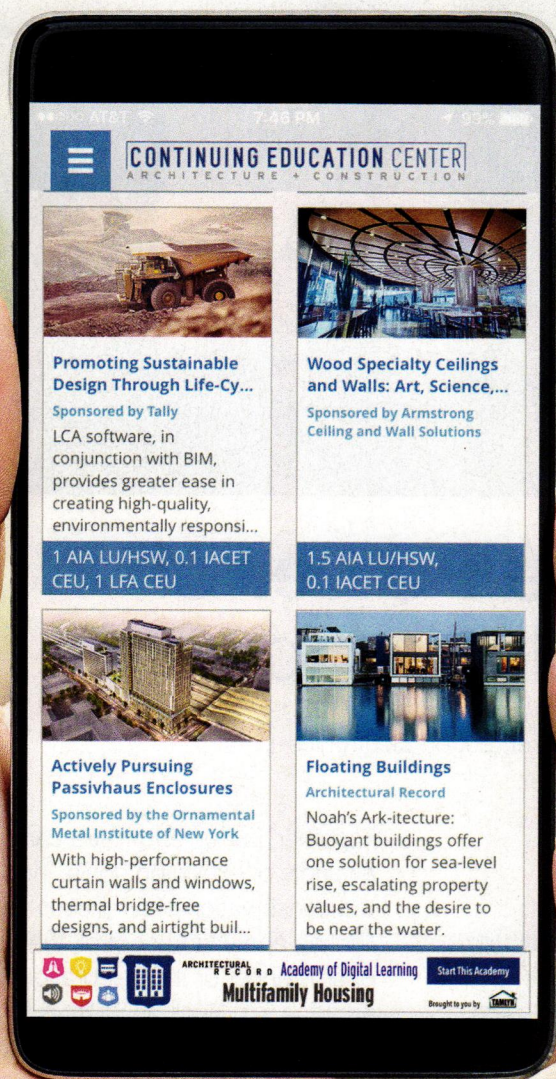 AT&T 7:46 PM 99%
CONTINUING EDUCATION CENTER
ARCHITECTURE + CONSTRUCTION
Promoting Sustainable
Design Through Life-Cy...
Sponsored by Tally
LCA software, in
conjunction with BIM,
provides greater ease in
creating high-quality,
environmentally responsi...
1 AIA LU/HSW, 0.1 IACET
CEU, 1 LFA CEU
Wood Specialty Ceilings
and Walls: Art, Science,...
Sponsored by Armstrong
Ceiling and Wall Solutions
1.5 AIA LU/HSW,
0.1 IACET CEU
Actively Pursuing
Passivhaus Enclosures
Sponsored by the Ornamental
Metal Institute of New York
With high-performance
curtain walls and windows,
thermal bridge-free
designs, and airtight buil...
Floating Buildings
Architectural Record
Noah's Ark-itecture:
Buoyant buildings offer
one solution for sea-level
rise, escalating property
values, and the desire to
be near the water.
ARCHITECTURAL
RECORD Academy of Digital Learning
Multifamily Housing
Start This Academy
Brought to you by TAMLYN